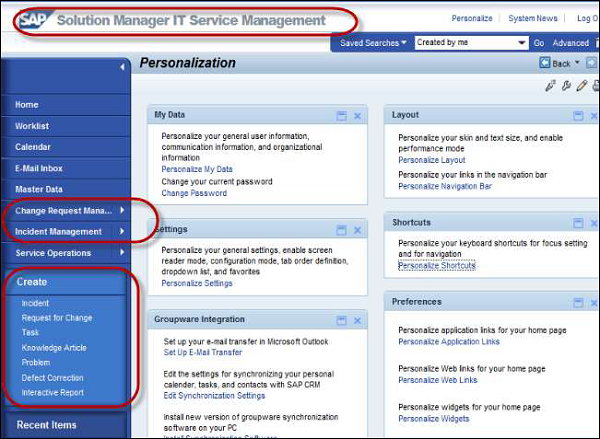 SAP Solution Manager IT Service Management
Personalize
System News
Log O
Saved Searches
Created by me
Go
Advanced
Personalization
Back
Home
Worklist
Calendar
E-Mail Inbox
Master Data
Change Request Mana...
Incident Management
Service Operations
Create
Incident
Request for Change
Task
Knowledge Article
Problem
Defect Correction
Interactive Report
Recent Items
My Data
Personalize your general user information,
communication information, and organizational
information
Personalize My Data
Change your current password
Change Password
Settings
Personalize your general settings, enable screen
reader mode, configuration mode, tab order definition,
dropdown list, and favorites
Personalize Settings
Groupware Integration
Set up your e-mail transfer in Microsoft Outlook
Set Up E-Mail Transfer
Edit the settings for synchronizing your personal
calendar, tasks, and contacts with SAP CRM
Edit Synchronization Settings
Install new version of groupware synchronization
software on your PC
Install Synchronization Software
Layout
Personalize your skin and text size, and enable
performance mode
Personalize Layout
Personalize your links in the navigation bar
Personalize Navigation Bar
Shortcuts
Personalize your keyboard shortcuts for focus setting
and for navigation
Personalize Shortcuts
Preferences
Personalize application links for your home page
Personalize Application Links
Personalize Web links for your home page
Personalize Web Links
Personalize widgets for your home page
Personalize Widgets